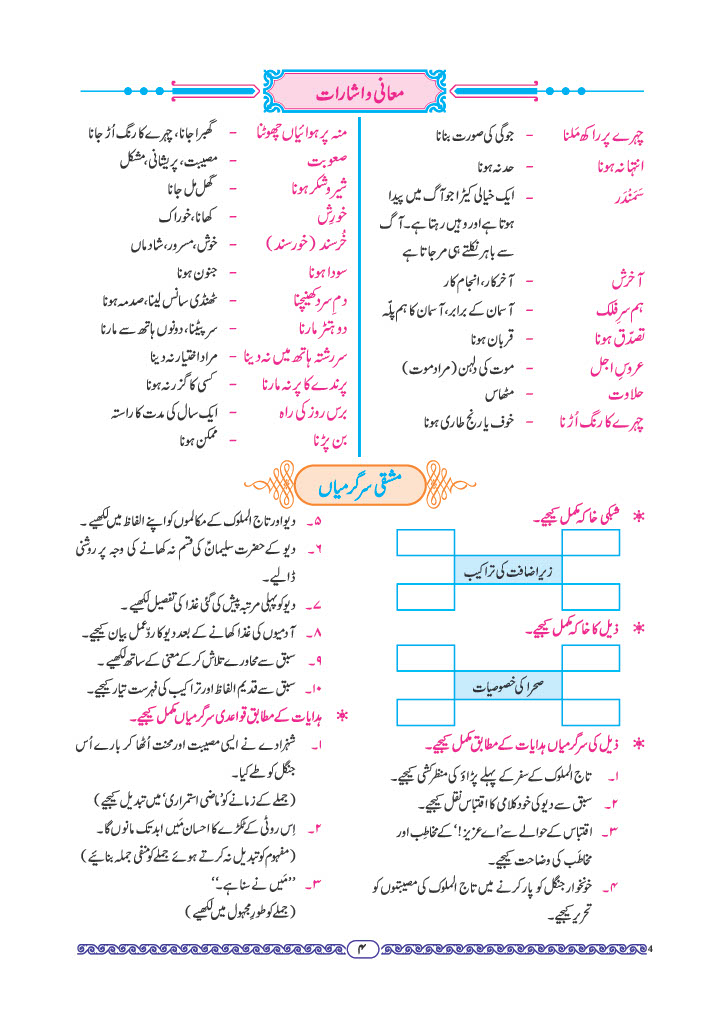 معانی و اشارات
چہرے پر راکھ مَلنا - جوگی کی صورت بنانا
انتہا نہ ہونا - حد نہ ہونا
سَمَنْدَر - ایک خیالی کیڑا جو آگ میں پیدا
ہوتا ہے اور وہیں رہتا ہے۔ آگ
سے باہر نکلتے ہی مر جاتا ہے
آخرش - آخرکار، انجام کار
ہم سرِ فلک - آسمان کے برابر، آسمان کا ہم پلّہ
تصدّق ہونا - قربان ہونا
عروسِ اجل - موت کی دلہن (مراد موت)
حلاوت - مٹھاس
چہرے کا رنگ اُڑنا - خوف یا رنج طاری ہونا
منہ پر ہوائیاں چھوٹنا - گھبرا جانا، چہرے کا رنگ اُڑ جانا
صعوبت - مصیبت، پریشانی، مشکل
شیر و شکر ہونا - گھل مل جانا
خورِش - کھانا، خوراک
خُرسند (خورسند) - خوش، مسرور، شادماں
سودا ہونا - جنون ہونا
دمِ سرد کھینچنا - ٹھنڈی سانس لینا، صدمہ ہونا
دو ہتّڑ مارنا - سر پیٹنا، دونوں ہاتھ سے مارنا
سر رشتہ ہاتھ میں نہ دینا - مراد اختیار نہ دینا
پرندے کا پر نہ مارنا - کسی کا گزر نہ ہونا
برس روز کی راہ - ایک سال کی مدت کا راستہ
بن پڑنا - ممکن ہونا
مشقی سرگرمیاں
* شبکی خاکہ مکمل کیجیے۔
زیرِ اضافت کی تراکیب
* ذیل کا خاکہ مکمل کیجیے۔
صحرا کی خصوصیات
* ذیل کی سرگرمیاں ہدایات کے مطابق مکمل کیجیے۔
۱۔ تاج الملوک کے سفر کے پہلے پڑاؤ کی منظر کشی کیجیے۔
۲۔ سبق سے دیو کی خود کلامی کا اقتباس نقل کیجیے۔
۳۔ اقتباس کے حوالے سے ’اے عزیز!‘ کے مخاطِب اور
مخاطَب کی وضاحت کیجیے۔
۴۔ خونخوار جنگل کو پار کرنے میں تاج الملوک کی مصیبتوں کو
تحریر کیجیے۔
۵۔ دیو اور تاج الملوک کے مکالموں کو اپنے الفاظ میں لکھیے۔
۶۔ دیو کے حضرت سلیمانؑ کی قسم نہ کھانے کی وجہ پر روشنی
ڈالیے۔
۷۔ دیو کو پہلی مرتبہ پیش کی گئی غذا کی تفصیل لکھیے۔
۸۔ آدمیوں کی غذا کھانے کے بعد دیو کا ردِّ عمل بیان کیجیے۔
۹۔ سبق سے محاورے تلاش کر کے معنی کے ساتھ لکھیے۔
۱۰۔ سبق سے قدیم الفاظ اور تراکیب کی فہرست تیار کیجیے۔
* ہدایات کے مطابق قواعدی سرگرمیاں مکمل کیجیے۔
۱۔ شہزادے نے ایسی مصیبت اور محنت اُٹھا کر بارے اُس
جنگل کو طے کیا۔
(جملے کے زمانے کو ’ماضی استمراری‘ میں تبدیل کیجیے)
۲۔ اِس روٹی کے ٹکڑے کا احسان مَیں ابد تک مانوں گا۔
(مفہوم کو تبدیل نہ کرتے ہوئے جملے کو منفی جملہ بنائیے)
۳۔ ’’مَیں نے سنا ہے۔‘‘
(جملے کو طورِ مجہول میں لکھیے)
۴
4